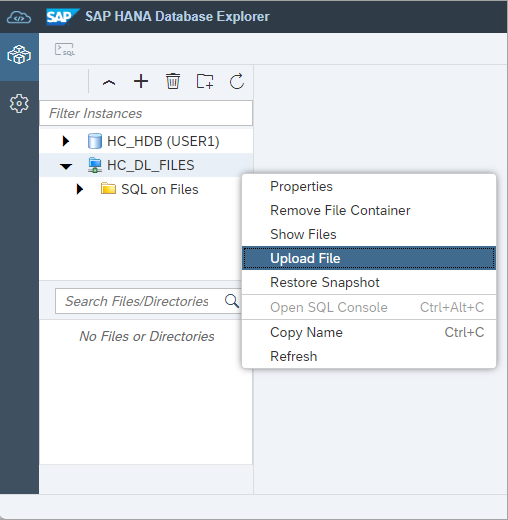 SAP SAP HANA Database Explorer
SQL
Filter Instances
HC_HDB (USER1)
HC_DL_FILES
SQL on Files
Properties
Remove File Container
Show Files
Upload File
Restore Snapshot
Open SQL Console Ctrl+Alt+C
Copy Name Ctrl+C
Refresh
Search Files/Directories
No Files or Directories